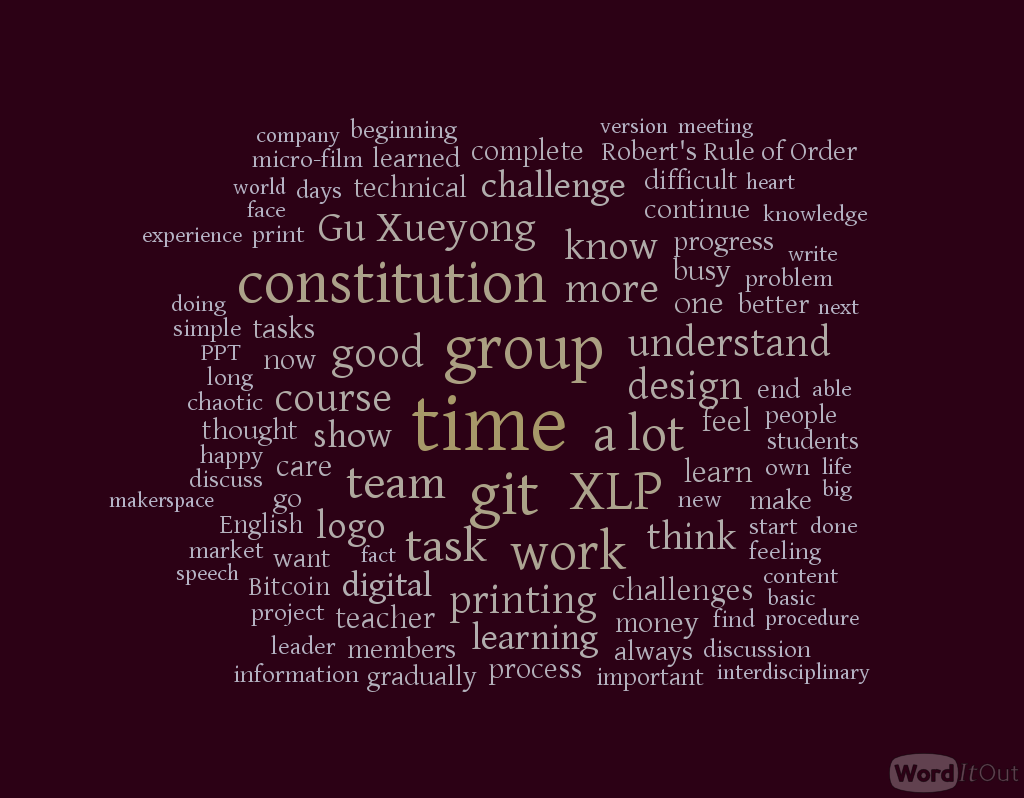 company beginning version meeting
micro-film learned complete Robert's Rule of Order
world days technical challenge difficult heart
face continue knowledge
experience print Gu Xueyong know progress write
constitution more busy problem
doing one better next
simple tasks
PPT now good group understand
long design end able
chaotic course
thought show time a lot feel people
happy students
discuss care team git XLP learn own life
makerspace go new make big
English logo start done
market want fact task work think feeling
speech Bitcoin digital printing challenges content
basic
project teacher money find procedure
leader members learning always discussion
information gradually process important interdisciplinary
WordItOut